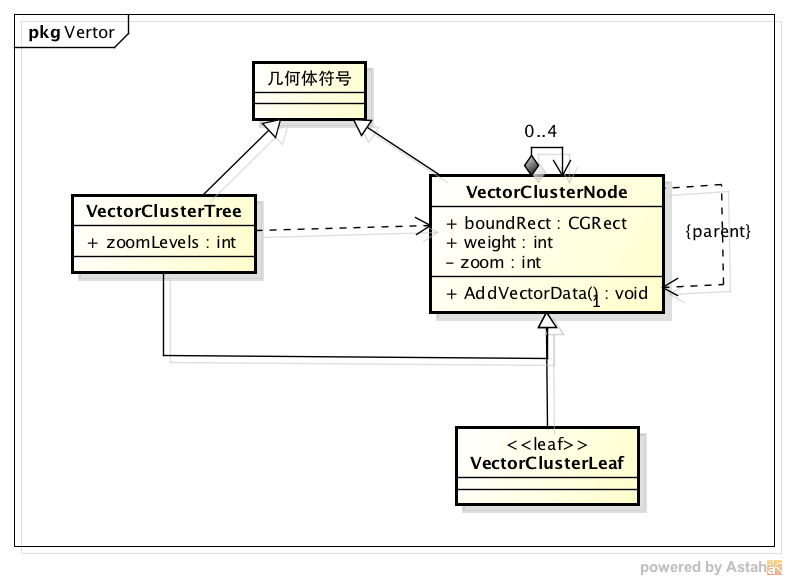 pkg Vertor
几何体符号
0..4
VectorClusterNode
+ boundRect : CGRect
+ weight : int
- zoom : int
+ AddVectorData() : void
1
{parent}
VectorClusterTree
+ zoomLevels : int
<<leaf>>
VectorClusterLeaf
powered by Astah